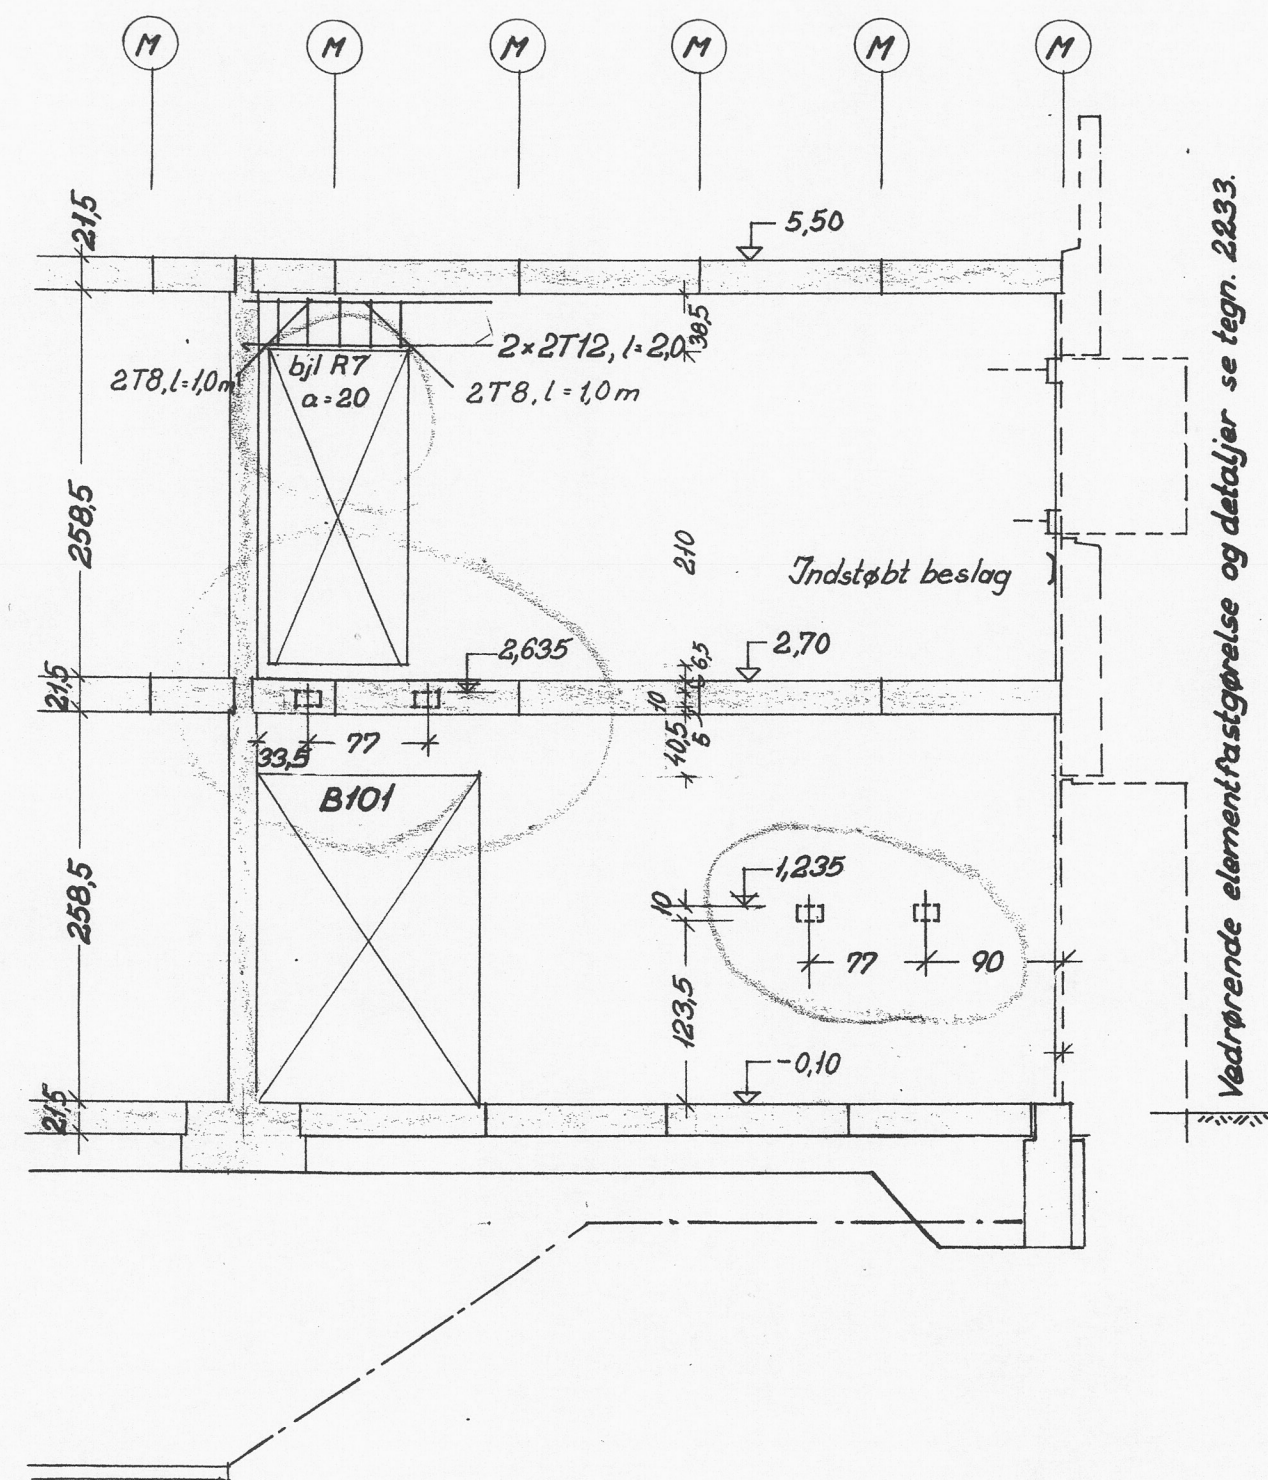 M M M M M M
21,5
5,50
38,5
2×2T12, l=2,0
bjl R7
a=20
2T8, l=1,0m
2T8, l=1,0m
258,5
210
Indstøbt beslag
2,635
2,70
6,5
21,5
10
5
40,5
33,5
77
B101
258,5
1,235
10
77
90
123,5
-0,10
21,5
Vedrørende elementfastgørelse og detaljer se tegn. 2233.